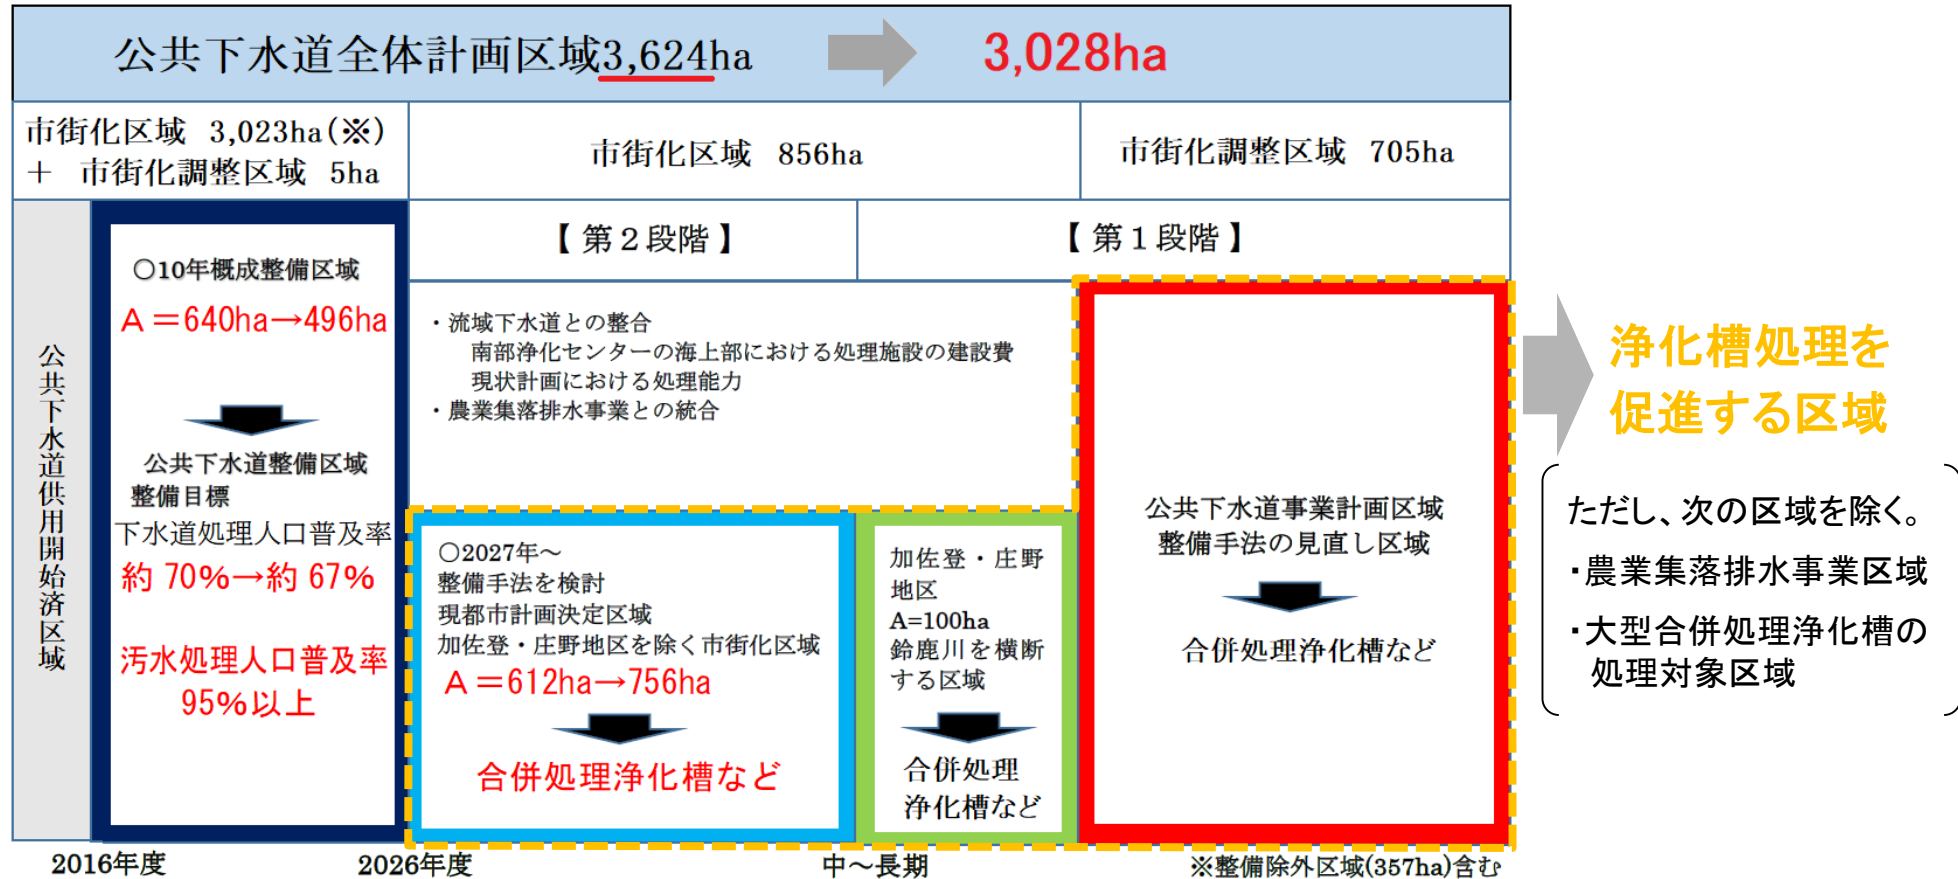 公共下水道全体計画区域3,624ha
3,028ha
市街化区域 3,023ha(※)
＋ 市街化調整区域 5ha
市街化区域 856ha
市街化調整区域 705ha
公共下水道供用開始済区域
○10年概成整備区域
A＝640ha→496ha
公共下水道整備区域
整備目標
下水道処理人口普及率
約 70%→約 67%
汚水処理人口普及率
95%以上
【 第２段階 】
【 第１段階 】
・流域下水道との整合
南部浄化センターの海上部における処理施設の建設費
現状計画における処理能力
・農業集落排水事業との統合
○2027年～
整備手法を検討
現都市計画決定区域
加佐登・庄野地区を除く市街化区域
A＝612ha→756ha
合併処理浄化槽など
加佐登・庄野
地区
A=100ha
鈴鹿川を横断
する区域
合併処理
浄化槽など
公共下水道事業計画区域
整備手法の見直し区域
合併処理浄化槽など
浄化槽処理を
促進する区域
ただし、次の区域を除く。
・農業集落排水事業区域
・大型合併処理浄化槽の
処理対象区域
2016年度
2026年度
中～長期
※整備除外区域(357ha)含む